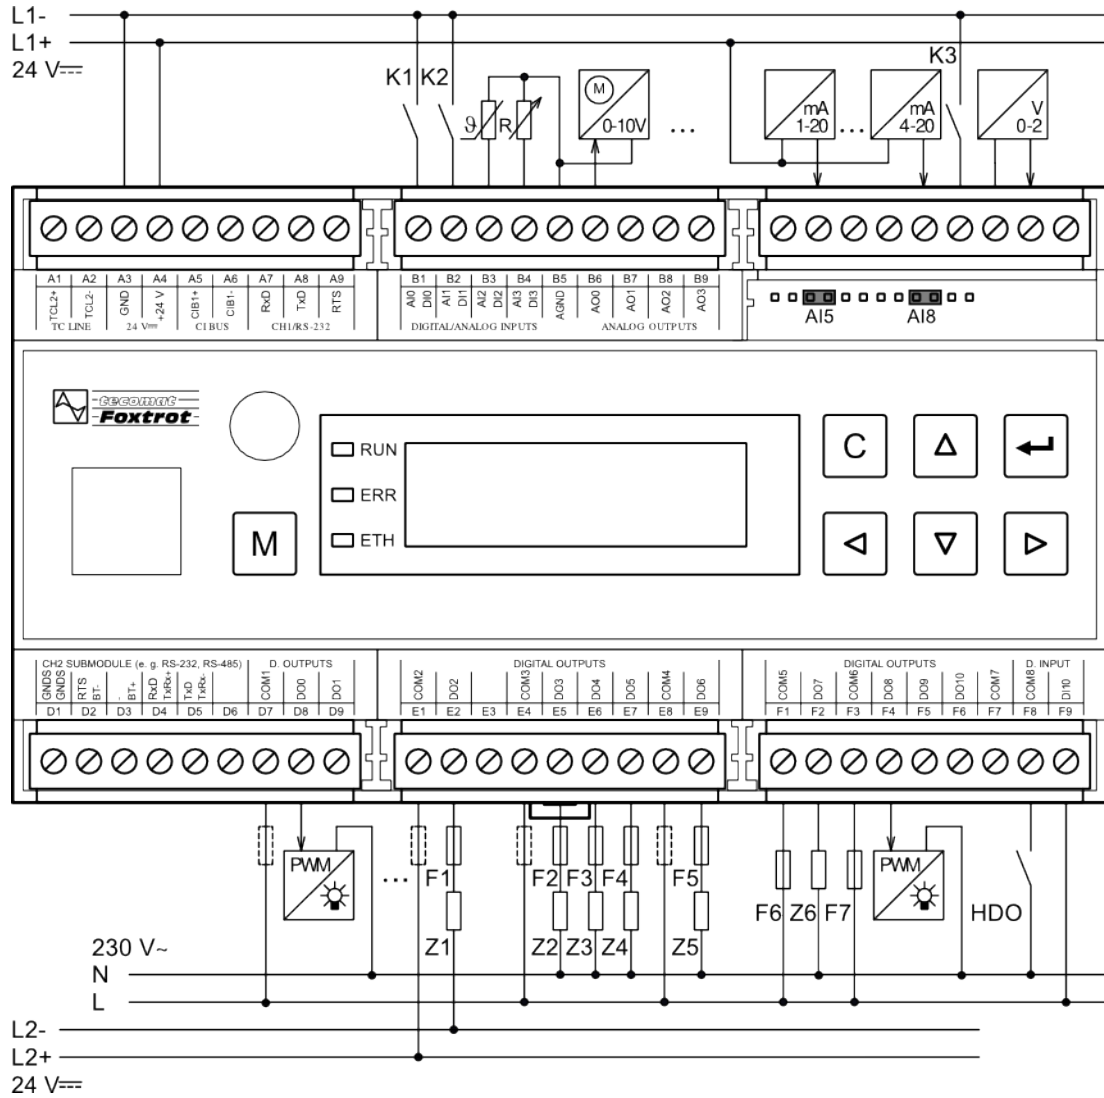 L1-
L1+
24 V⎓
K1 K2 K3
ϑ R M 0-10V ... mA 1-20 ... mA 4-20 V 0-2
A1 A2 A3 A4 A5 A6 A7 A8 A9 B1 B2 B3 B4 B5 B6 B7 B8 B9
TCL2+ TCL2- GND +24 V CIB1+ CIB1- RxD TxD RTS AI0 DI0 AI1 DI1 AI2 DI2 AI3 DI3 AGND AO0 AO1 AO2 AO3
TC LINE 24 V⎓ CI BUS CH1/RS-232 DIGITAL/ANALOG INPUTS ANALOG OUTPUTS
AI5 AI8
tecomat
Foxtrot
RUN
ERR
ETH
M
C
CH2 SUBMODULE (e. g. RS-232, RS-485) D. OUTPUTS DIGITAL OUTPUTS DIGITAL OUTPUTS D. INPUT
GNDS GNDS RTS BT- - BT+ RxD TxRx+ TxD TxRx- COM1 DO0 DO1 COM2 DO2 COM3 DO3 DO4 DO5 COM4 DO6 COM5 DO7 COM6 DO8 DO9 DO10 COM7 COM8 DI10
D1 D2 D3 D4 D5 D6 D7 D8 D9 E1 E2 E3 E4 E5 E6 E7 E8 E9 F1 F2 F3 F4 F5 F6 F7 F8 F9
PWM ... F1 F2 F3 F4 F5 PWM
F6 Z6 F7 HDO
Z1 Z2 Z3 Z4 Z5
230 V~
N
L
L2-
L2+
24 V⎓